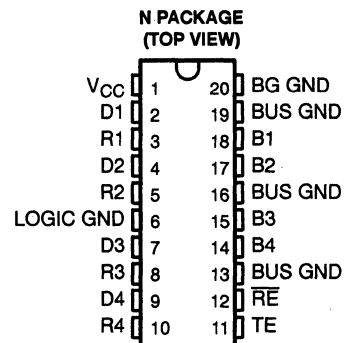 N PACKAGE
(TOP VIEW)
VCC 1 20 BG GND
D1 2 19 BUS GND
R1 3 18 B1
D2 4 17 B2
R2 5 16 BUS GND
LOGIC GND 6 15 B3
D3 7 14 B4
R3 8 13 BUS GND
D4 9 12 R̅E̅
R4 10 11 TE